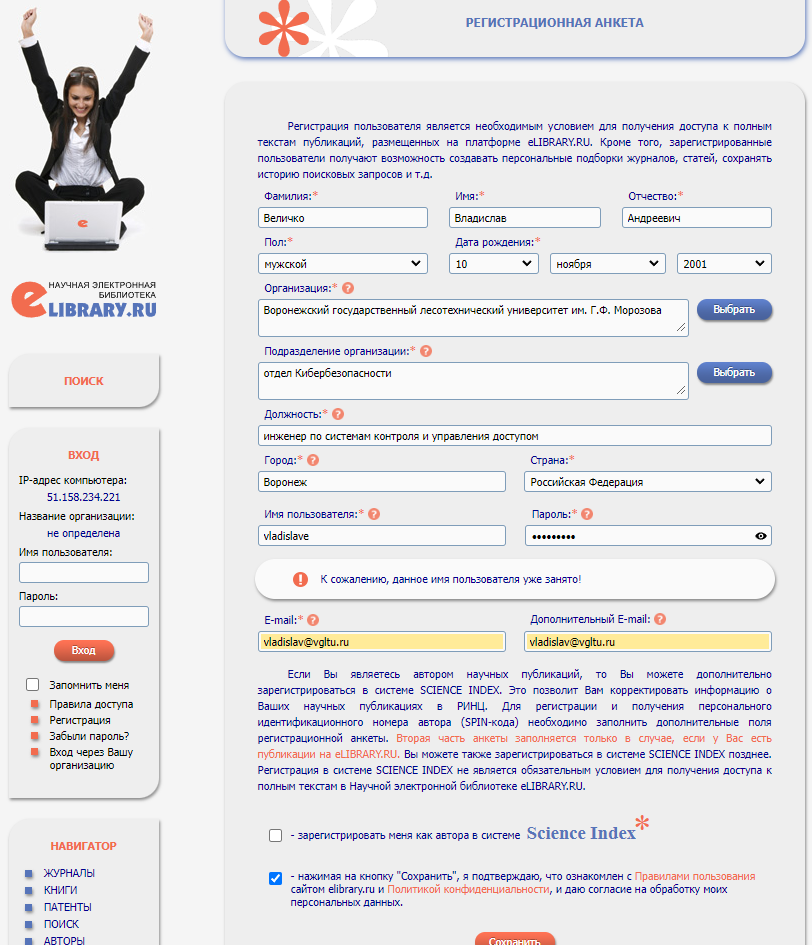 РЕГИСТРАЦИОННАЯ АНКЕТА
НАУЧНАЯ ЭЛЕКТРОННАЯ
БИБЛИОТЕКА
eLIBRARY.RU
ПОИСК
ВХОД
IP-адрес компьютера:
51.158.234.221
Название организации:
не определена
Имя пользователя:
Пароль:
Вход
Запомнить меня
Правила доступа
Регистрация
Забыли пароль?
Вход через Вашу
организацию
НАВИГАТОР
ЖУРНАЛЫ
КНИГИ
ПАТЕНТЫ
ПОИСК
АВТОРЫ
Регистрация пользователя является необходимым условием для получения доступа к полным
текстам публикаций, размещенных на платформе eLIBRARY.RU. Кроме того, зарегистрированные
пользователи получают возможность создавать персональные подборки журналов, статей, сохранять
историю поисковых запросов и т.д.
Фамилия:* Имя:* Отчество:*
Величко Владислав Андреевич
Пол:* Дата рождения:*
мужской 10 ноября 2001
Организация:* ?
Воронежский государственный лесотехнический университет им. Г.Ф. Морозова Выбрать
Подразделение организации:* ?
отдел Кибербезопасности Выбрать
Должность:* ?
инженер по системам контроля и управления доступом
Город:* ? Страна:*
Воронеж Российская Федерация
Имя пользователя:* ? Пароль:* ?
vladislave •••••••••
! К сожалению, данное имя пользователя уже занято!
E-mail:* ? Дополнительный E-mail: ?
vladislav@vgltu.ru vladislav@vgltu.ru
Если Вы являетесь автором научных публикаций, то Вы можете дополнительно
зарегистрироваться в системе SCIENCE INDEX. Это позволит Вам корректировать информацию о
Ваших научных публикациях в РИНЦ. Для регистрации и получения персонального
идентификационного номера автора (SPIN-кода) необходимо заполнить дополнительные поля
регистрационной анкеты. Вторая часть анкеты заполняется только в случае, если у Вас есть
публикации на eLIBRARY.RU. Вы можете также зарегистрироваться в системе SCIENCE INDEX позднее.
Регистрация в системе SCIENCE INDEX не является обязательным условием для получения доступа к
полным текстам в Научной электронной библиотеке eLIBRARY.RU.
- зарегистрировать меня как автора в системе Science Index*
- нажимая на кнопку "Сохранить", я подтверждаю, что ознакомлен с Правилами пользования
сайтом elibrary.ru и Политикой конфиденциальности, и даю согласие на обработку моих
персональных данных.
Сохранить